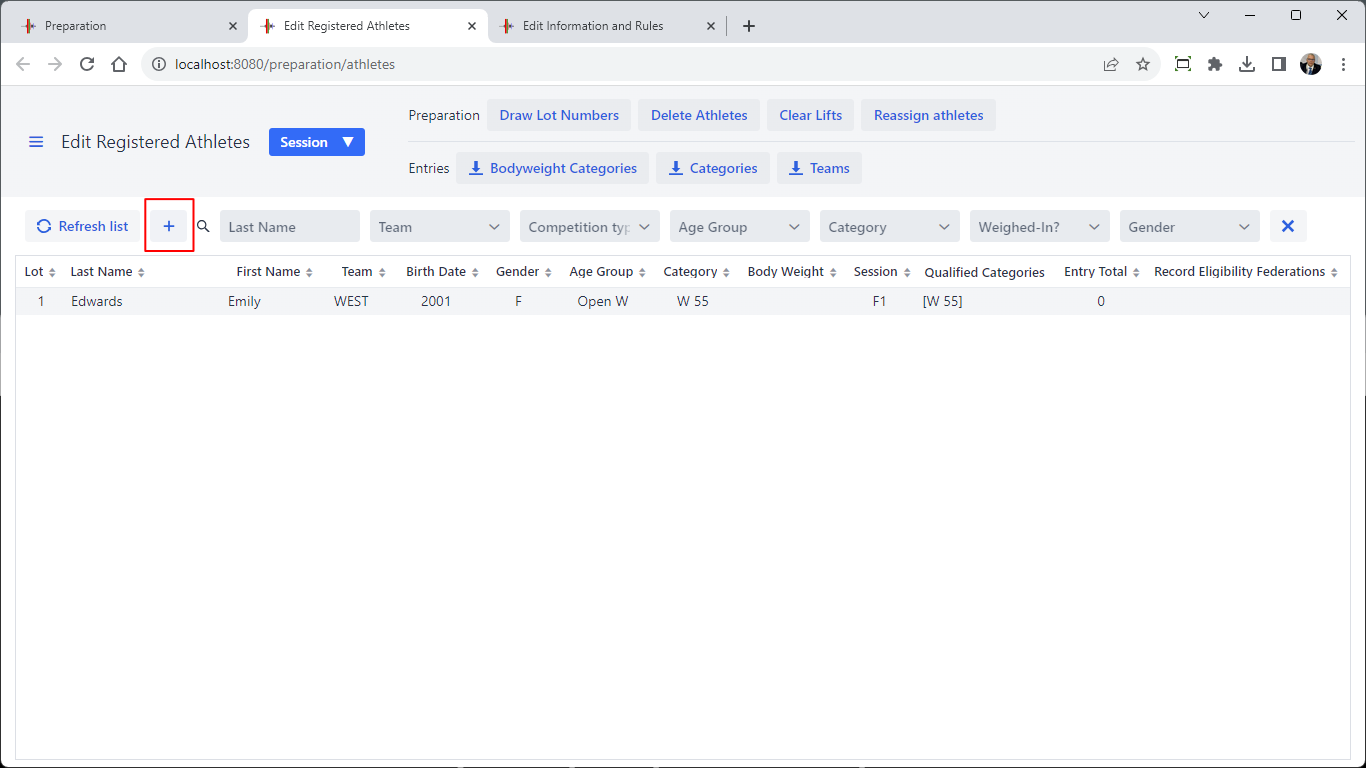 Preparation
Edit Registered Athletes
Edit Information and Rules
localhost:8080/preparation/athletes
Edit Registered Athletes
Session
Preparation Draw Lot Numbers Delete Athletes Clear Lifts Reassign athletes
Entries Bodyweight Categories Categories Teams
Refresh list + Last Name Team Competition typ Age Group Category Weighed-In? Gender
Lot Last Name First Name Team Birth Date Gender Age Group Category Body Weight Session Qualified Categories Entry Total Record Eligibility Federations
1 Edwards Emily WEST 2001 F Open W W 55 F1 [W 55] 0